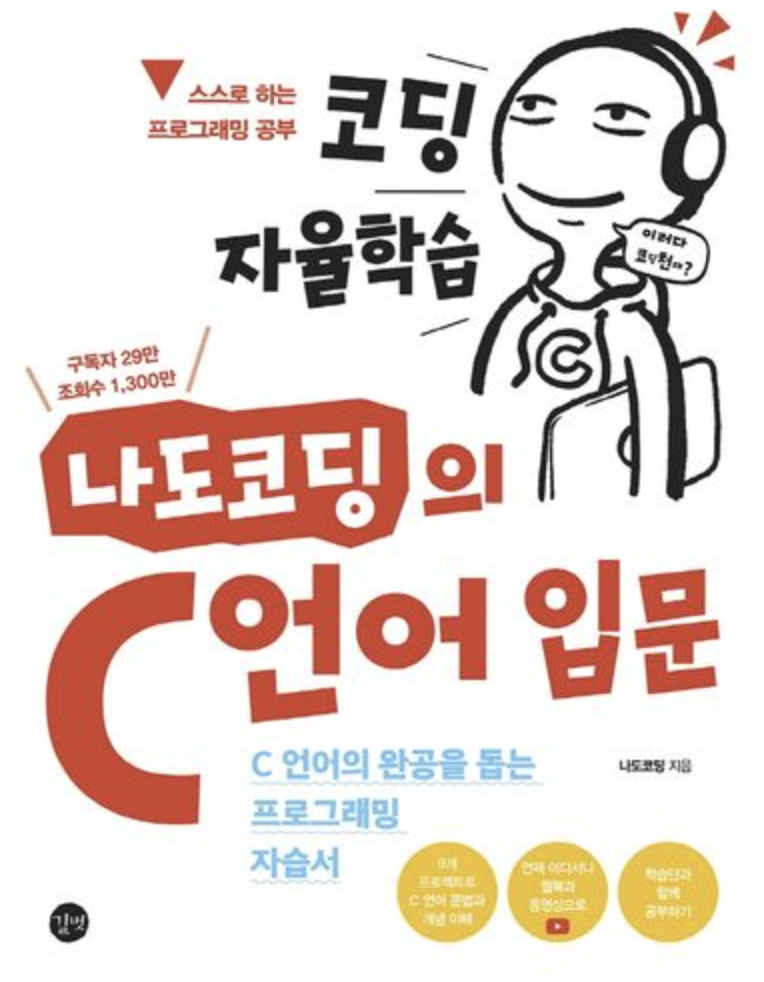 스스로 하는
프로그래밍 공부
코딩
자율학습
이러다
코딩천재?
구독자 29만
조회수 1,300만
나도코딩의
C 언어 입문
C 언어의 완공을 돕는
프로그래밍
자습서
나도코딩 지음
9개
프로젝트로
C 언어 문법과
개념 이해
언제 어디서나
웹북과
동영상으로
학습단과
함께
공부하기
길벗